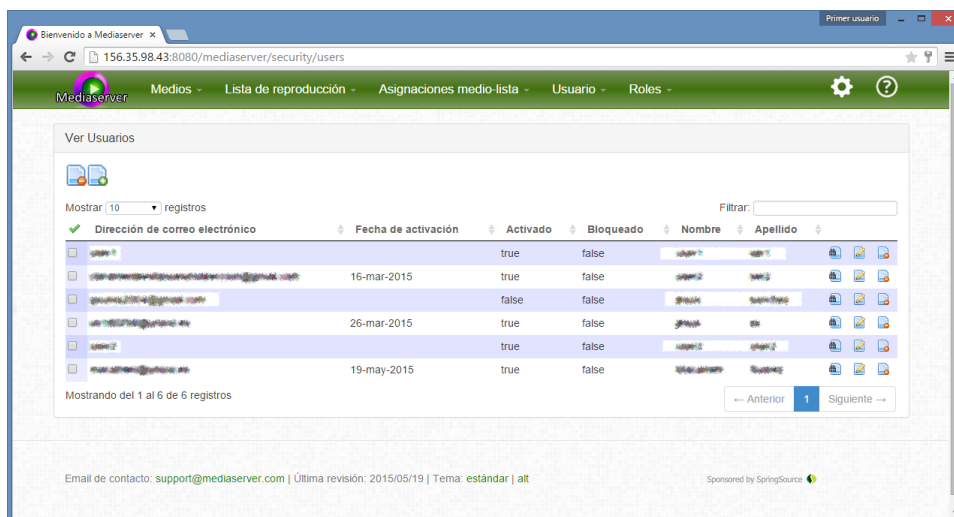 Primer usuario
Bienvenido a Mediaserver
156.35.98.43:8080/mediaserver/security/users
Mediaserver Medios Lista de reproducción Asignaciones medio-lista Usuario Roles
Ver Usuarios
Mostrar 10 registros Filtrar:
Dirección de correo electrónico Fecha de activación Activado Bloqueado Nombre Apellido
true false
16-mar-2015 true false
false false
26-mar-2015 true false
true false
19-may-2015 true false
Mostrando del 1 al 6 de 6 registros ← Anterior 1 Siguiente →
Email de contacto: support@mediaserver.com | Última revisión: 2015/05/19 | Tema: estándar | alt Sponsored by SpringSource